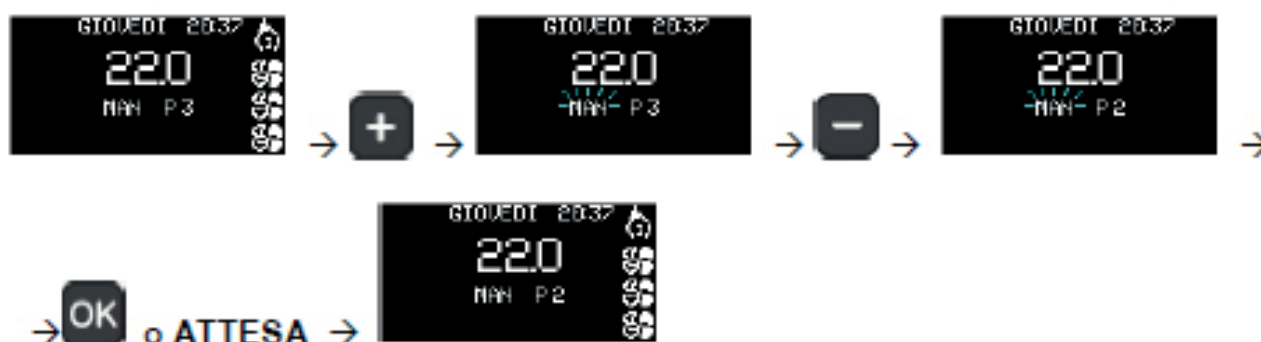 GIOVEDI 20:37
22.0
MAN P3
→ + →
GIOVEDI 20:37
22.0
MAN P3
→ − →
GIOVEDI 20:37
22.0
MAN P2
→
→ OK o ATTESA →
GIOVEDI 20:37
22.0
MAN P2